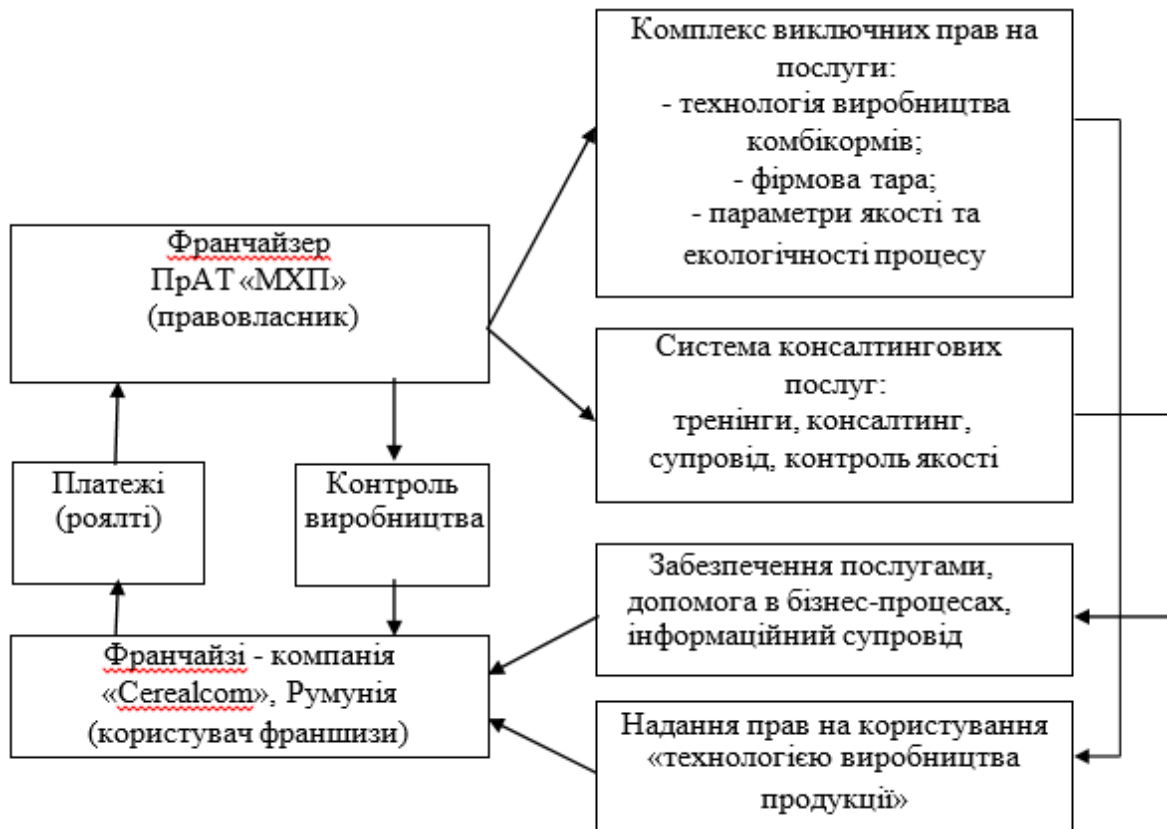 Комплекс виключних прав на
послуги:
- технологія виробництва
комбікормів;
- фірмова тара;
- параметри якості та
екологічності процесу
Франчайзер
ПрАТ «МХП»
(правовласник)
Система консалтингових
послуг:
тренінги, консалтинг,
супровід, контроль якості
Платежі
(роялті)
Контроль
виробництва
Забезпечення послугами,
допомога в бізнес-процесах,
інформаційний супровід
Франчайзі - компанія
«Cerealcom», Румунія
(користувач франшизи)
Надання прав на користування
«технологією виробництва
продукції»